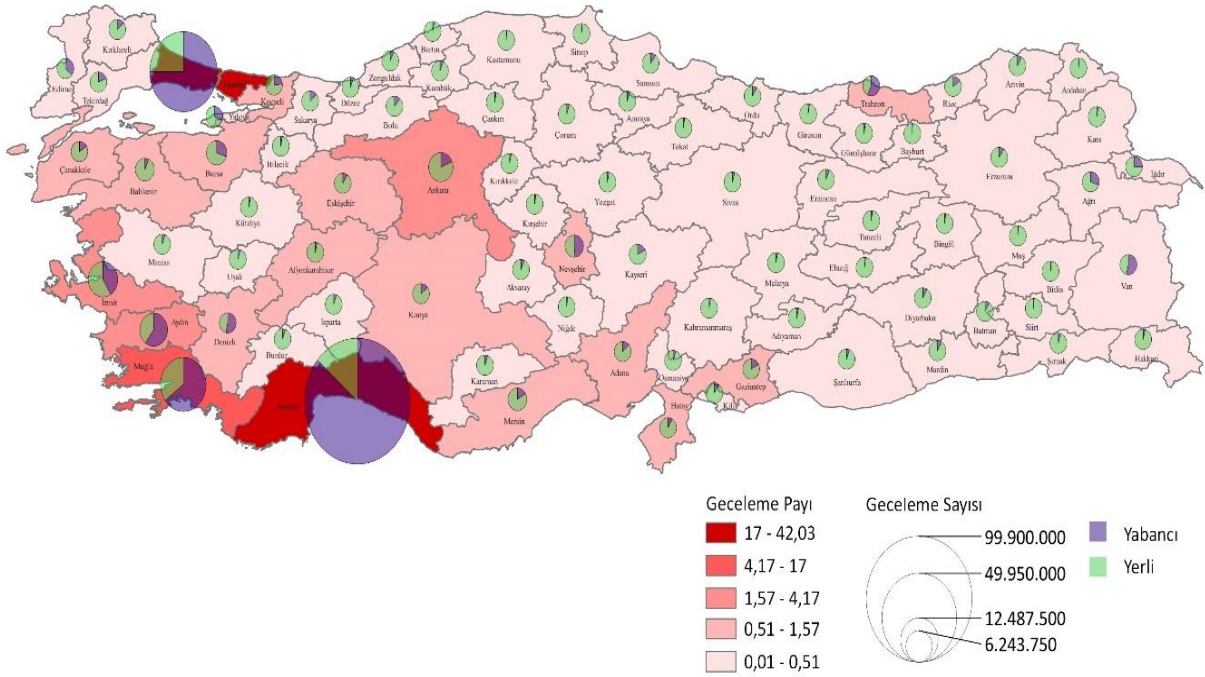 Kırklareli
Edirne
Tekirdağ
İstanbul
Kocaeli
Yalova
Sakarya
Düzce
Zonguldak
Bartın
Karabük
Kastamonu
Sinop
Samsun
Bolu
Çankırı
Çorum
Amasya
Tokat
Ordu
Giresun
Trabzon
Gümüşhane
Bayburt
Rize
Artvin
Ardahan
Kars
Iğdır
Ağrı
Erzurum
Erzincan
Çanakkale
Balıkesir
Bursa
Bilecik
Eskişehir
Ankara
Kırıkkale
Yozgat
Sivas
Kütahya
Kırşehir
Tunceli
Bingöl
Muş
Manisa
Uşak
Afyonkarahisar
Nevşehir
Kayseri
Malatya
Elazığ
Bitlis
Van
İzmir
Aydın
Denizli
Isparta
Konya
Aksaray
Niğde
Kahramanmaraş
Adıyaman
Diyarbakır
Batman
Siirt
Muğla
Burdur
Antalya
Karaman
Mersin
Adana
Osmaniye
Gaziantep
Kilis
Hatay
Şanlıurfa
Mardin
Şırnak
Hakkari
Geceleme Payı
17 - 42,03
4,17 - 17
1,57 - 4,17
0,51 - 1,57
0,01 - 0,51
Geceleme Sayısı
99.900.000
49.950.000
12.487.500
6.243.750
Yabancı
Yerli